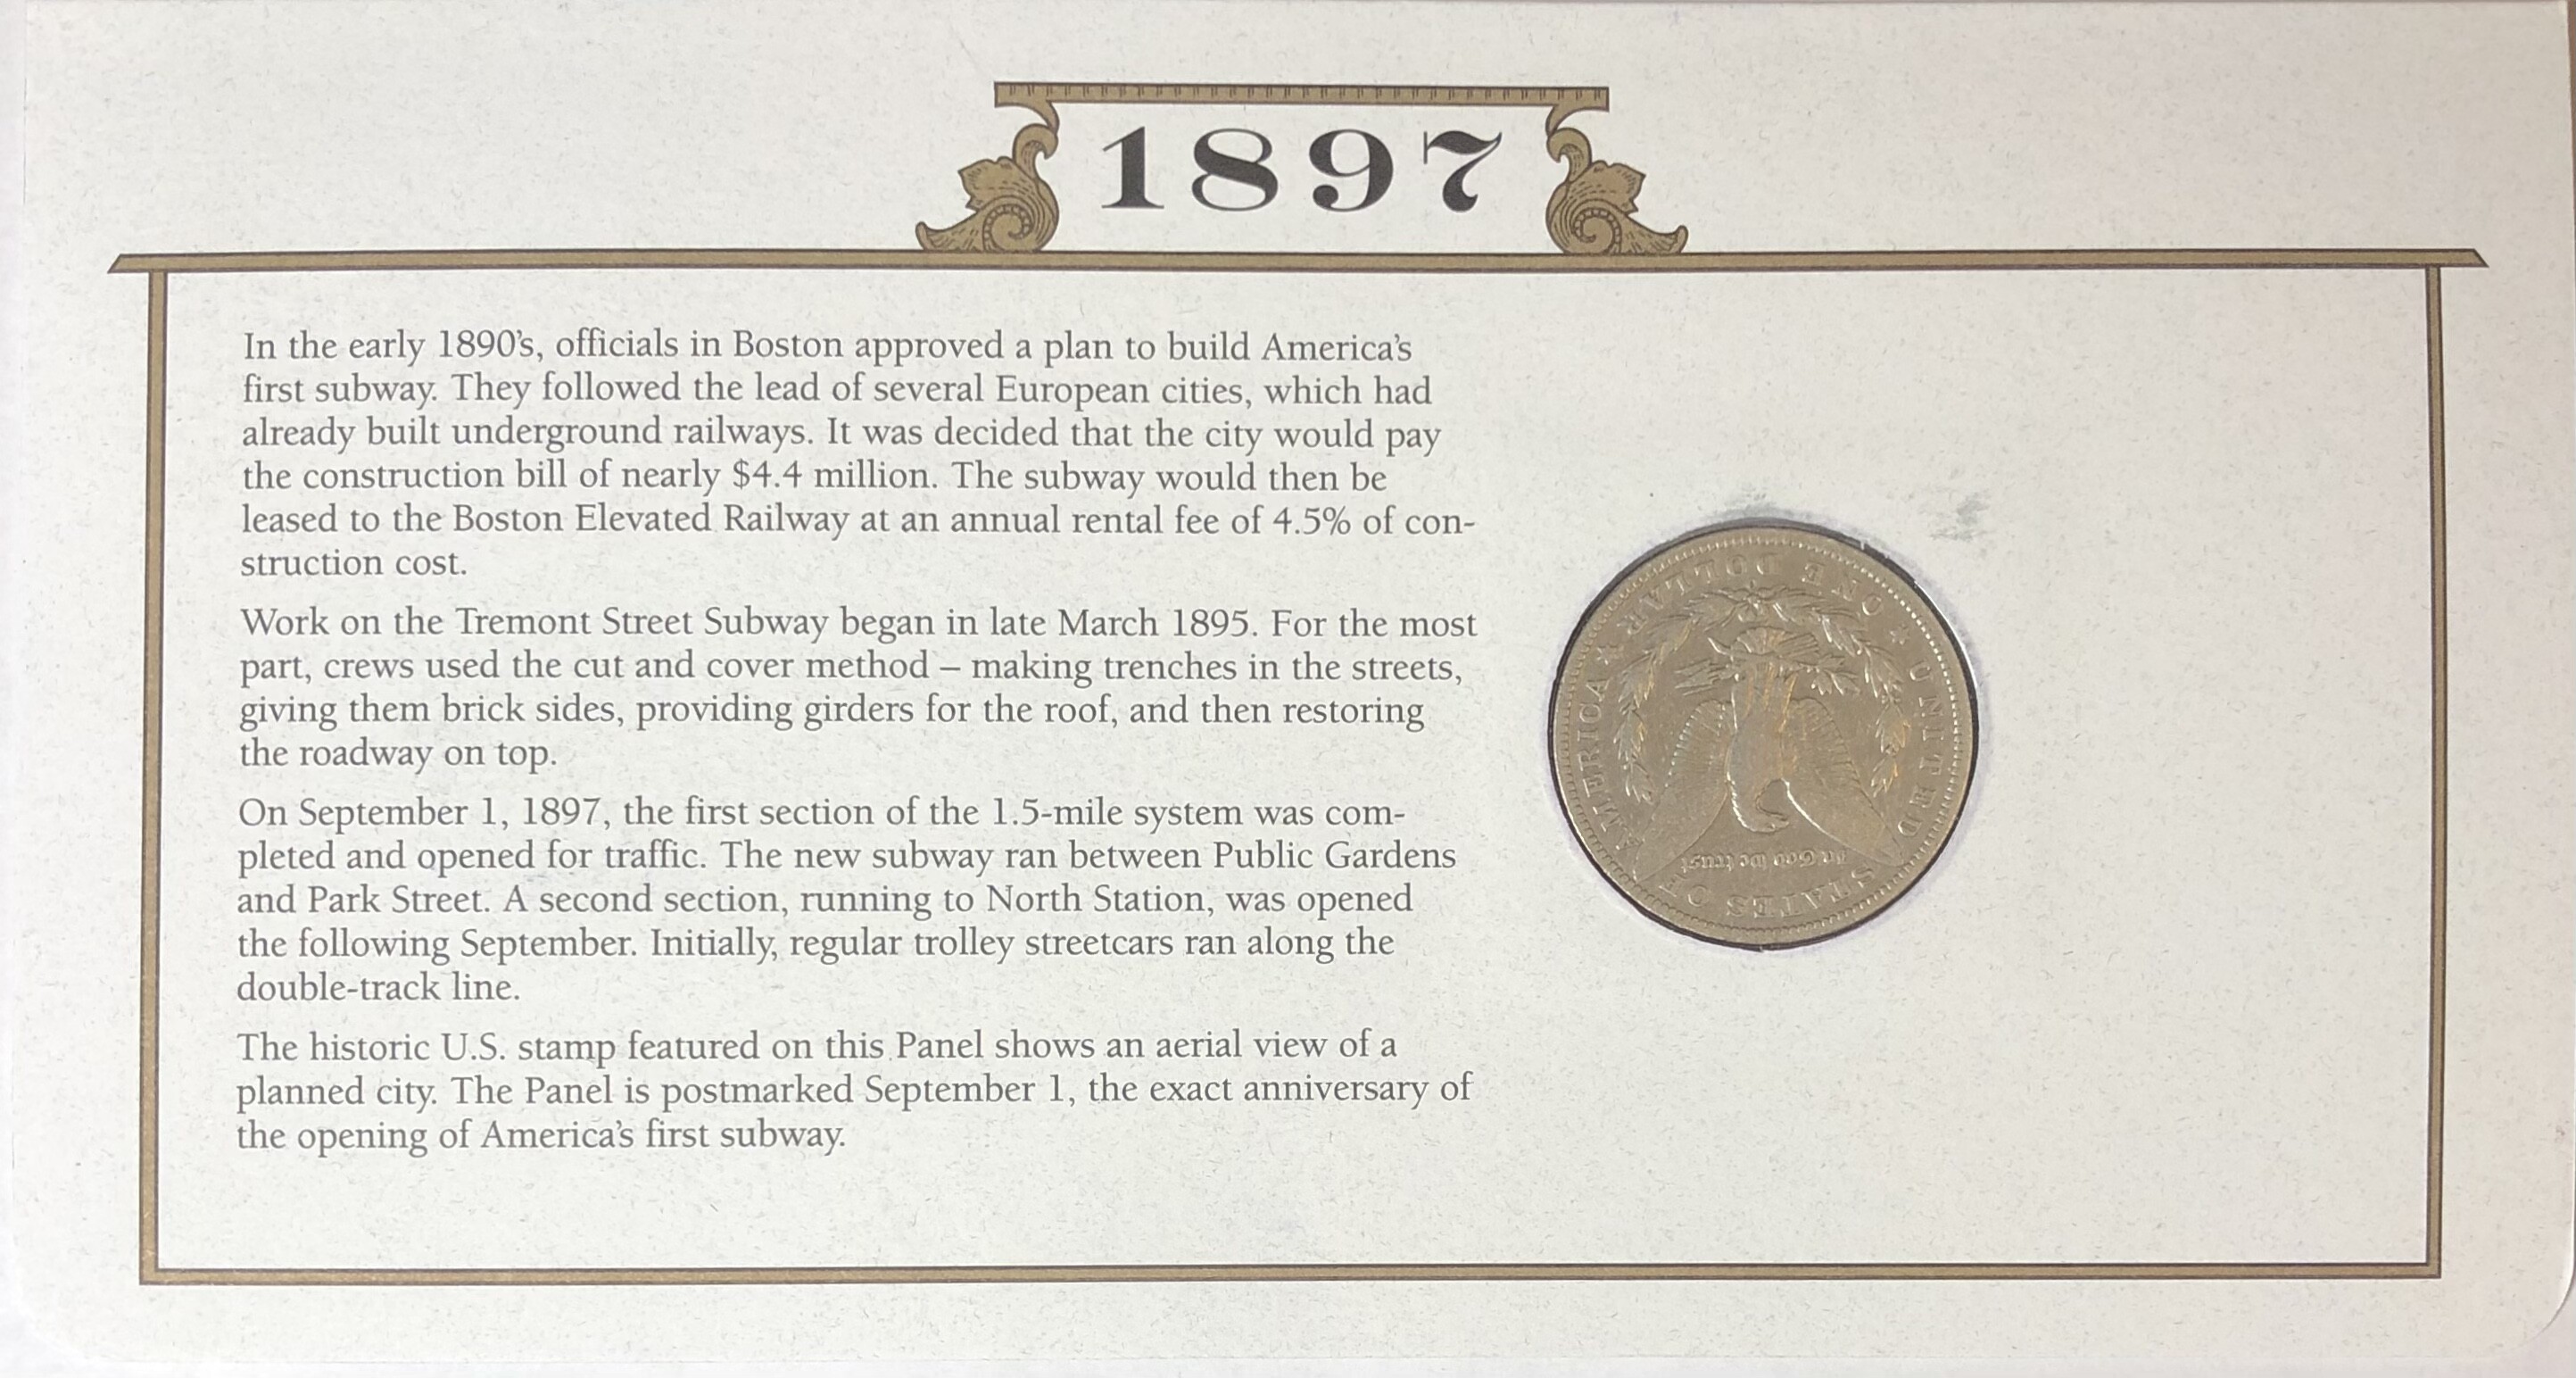 1897
In the early 1890's, officials in Boston approved a plan to build America's
first subway. They followed the lead of several European cities, which had
already built underground railways. It was decided that the city would pay
the construction bill of nearly $4.4 million. The subway would then be
leased to the Boston Elevated Railway at an annual rental fee of 4.5% of con-
struction cost.
Work on the Tremont Street Subway began in late March 1895. For the most
part, crews used the cut and cover method – making trenches in the streets,
giving them brick sides, providing girders for the roof, and then restoring
the roadway on top.
On September 1, 1897, the first section of the 1.5-mile system was com-
pleted and opened for traffic. The new subway ran between Public Gardens
and Park Street. A second section, running to North Station, was opened
the following September. Initially, regular trolley streetcars ran along the
double-track line.
The historic U.S. stamp featured on this Panel shows an aerial view of a
planned city. The Panel is postmarked September 1, the exact anniversary of
the opening of America's first subway.
UNITED STATES OF AMERICA
In God we trust
ONE DOLLAR